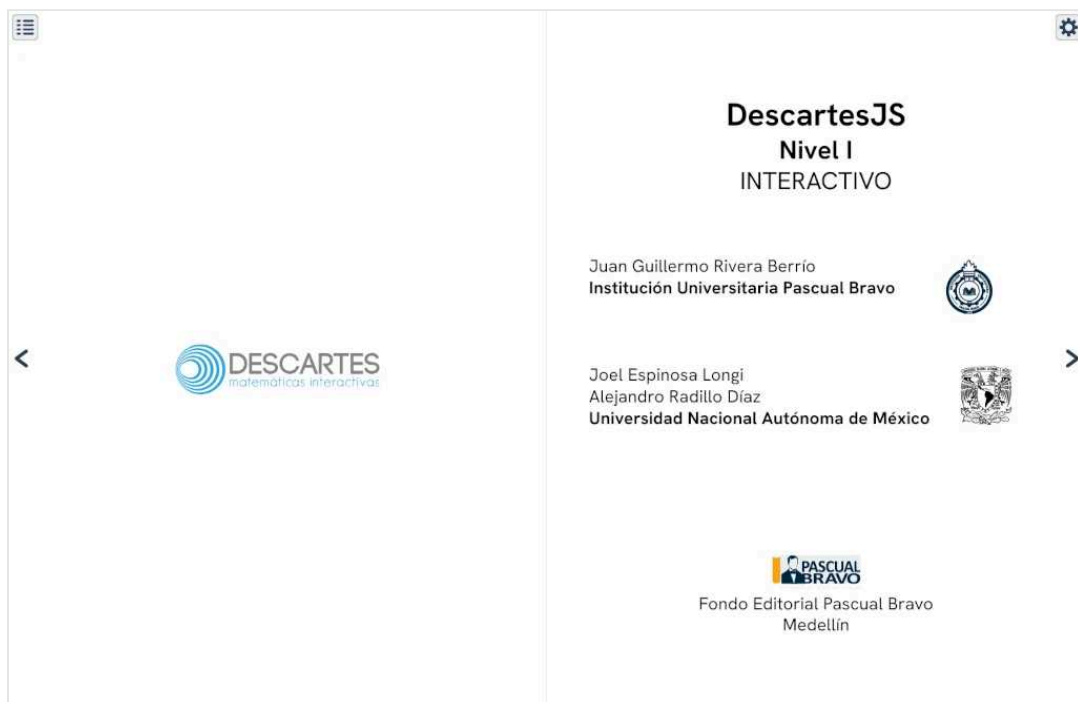 DESCARTES
matemáticas interactivas
DescartesJS
Nivel I
INTERACTIVO
Juan Guillermo Rivera Berrío
Institución Universitaria Pascual Bravo
Joel Espinosa Longi
Alejandro Radillo Díaz
Universidad Nacional Autónoma de México
PASCUAL
BRAVO
Fondo Editorial Pascual Bravo
Medellín